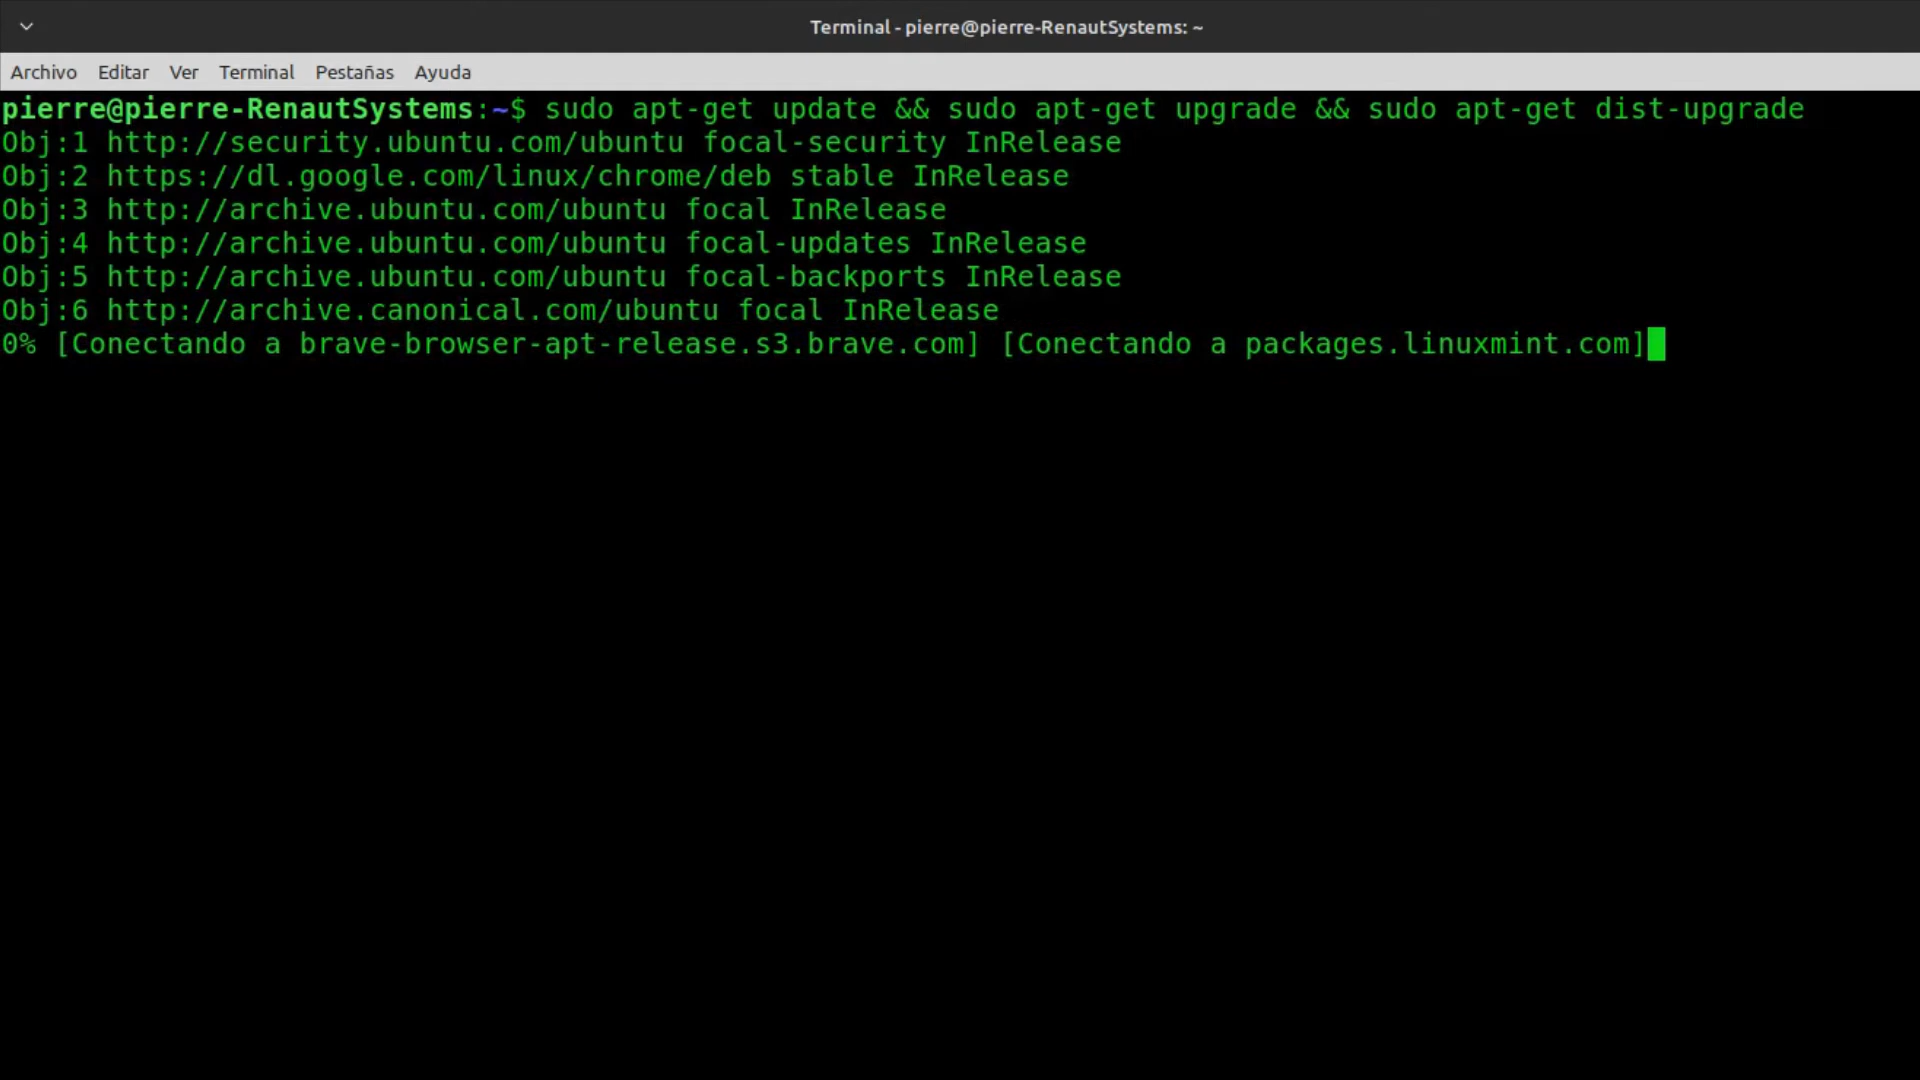 Terminal - pierre@pierre-RenautSystems: ~
Archivo Editar Ver Terminal Pestañas Ayuda
pierre@pierre-RenautSystems:~$ sudo apt-get update && sudo apt-get upgrade && sudo apt-get dist-upgrade
Obj:1 http://security.ubuntu.com/ubuntu focal-security InRelease
Obj:2 https://dl.google.com/linux/chrome/deb stable InRelease
Obj:3 http://archive.ubuntu.com/ubuntu focal InRelease
Obj:4 http://archive.ubuntu.com/ubuntu focal-updates InRelease
Obj:5 http://archive.ubuntu.com/ubuntu focal-backports InRelease
Obj:6 http://archive.canonical.com/ubuntu focal InRelease
0% [Conectando a brave-browser-apt-release.s3.brave.com] [Conectando a packages.linuxmint.com]